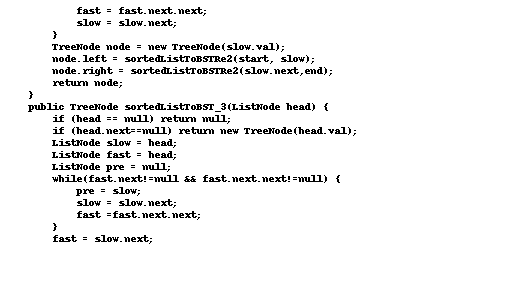 fast = fast.next.next;
slow = slow.next;
}
TreeNode node = new TreeNode(slow.val);
node.left = sortedListToBSTRe2(start, slow);
node.right = sortedListToBSTRe2(slow.next,end);
return node;
}
public TreeNode sortedListToBST_3(ListNode head) {
if (head == null) return null;
if (head.next==null) return new TreeNode(head.val);
ListNode slow = head;
ListNode fast = head;
ListNode pre = null;
while(fast.next!=null && fast.next.next!=null) {
pre = slow;
slow = slow.next;
fast =fast.next.next;
}
fast = slow.next;